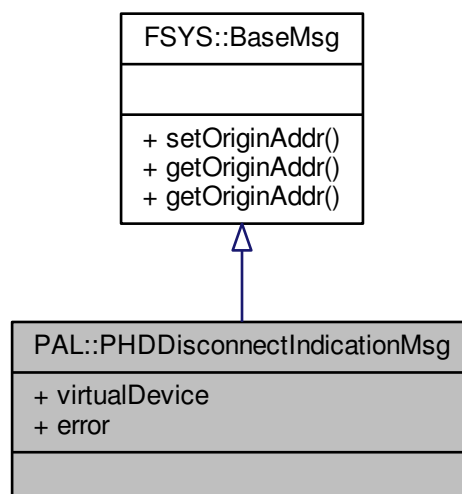 FSYS::BaseMsg
+ setOriginAddr()
+ getOriginAddr()
+ getOriginAddr()
PAL::PHDDisconnectIndicationMsg
+ virtualDevice
+ error